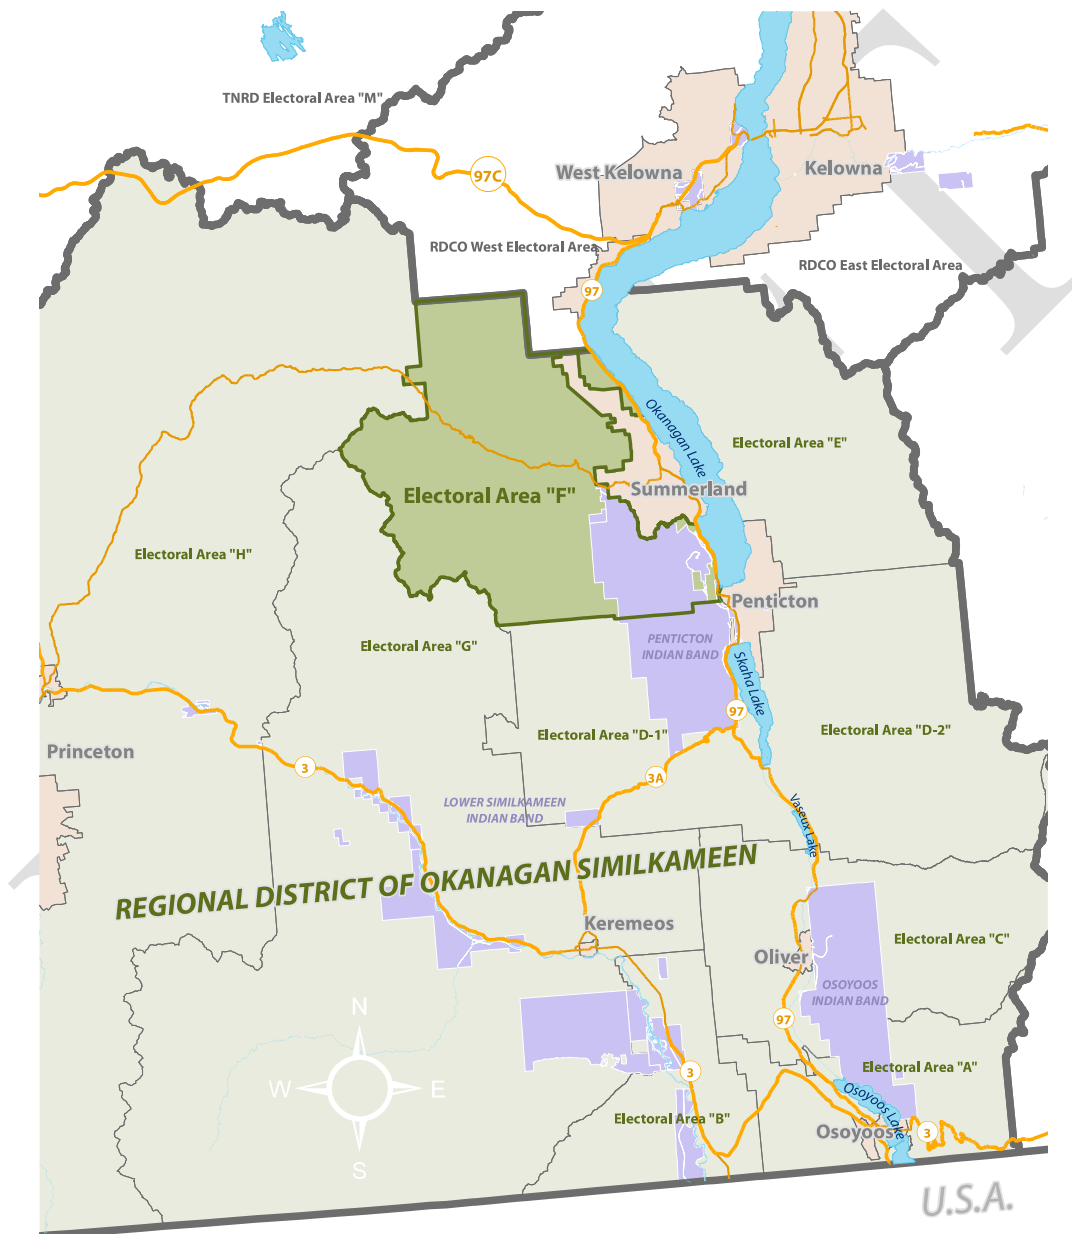 TNRD Electoral Area "M"
97C
West Kelowna
Kelowna
RDCO West Electoral Area
RDCO East Electoral Area
97
Okanagan Lake
Electoral Area "E"
Electoral Area "F"
Summerland
Electoral Area "H"
Penticton
Electoral Area "G"
PENTICTON
INDIAN BAND
Skaha Lake
97
Electoral Area "D-1"
Electoral Area "D-2"
Princeton
3
3A
LOWER SIMILKAMEEN
INDIAN BAND
Vaseux Lake
REGIONAL DISTRICT OF OKANAGAN SIMILKAMEEN
Keremeos
Oliver
Electoral Area "C"
OSOYOOS
INDIAN BAND
N
W
E
S
97
3
Electoral Area "A"
Osoyoos Lake
Electoral Area "B"
Osoyoos
3
U.S.A.